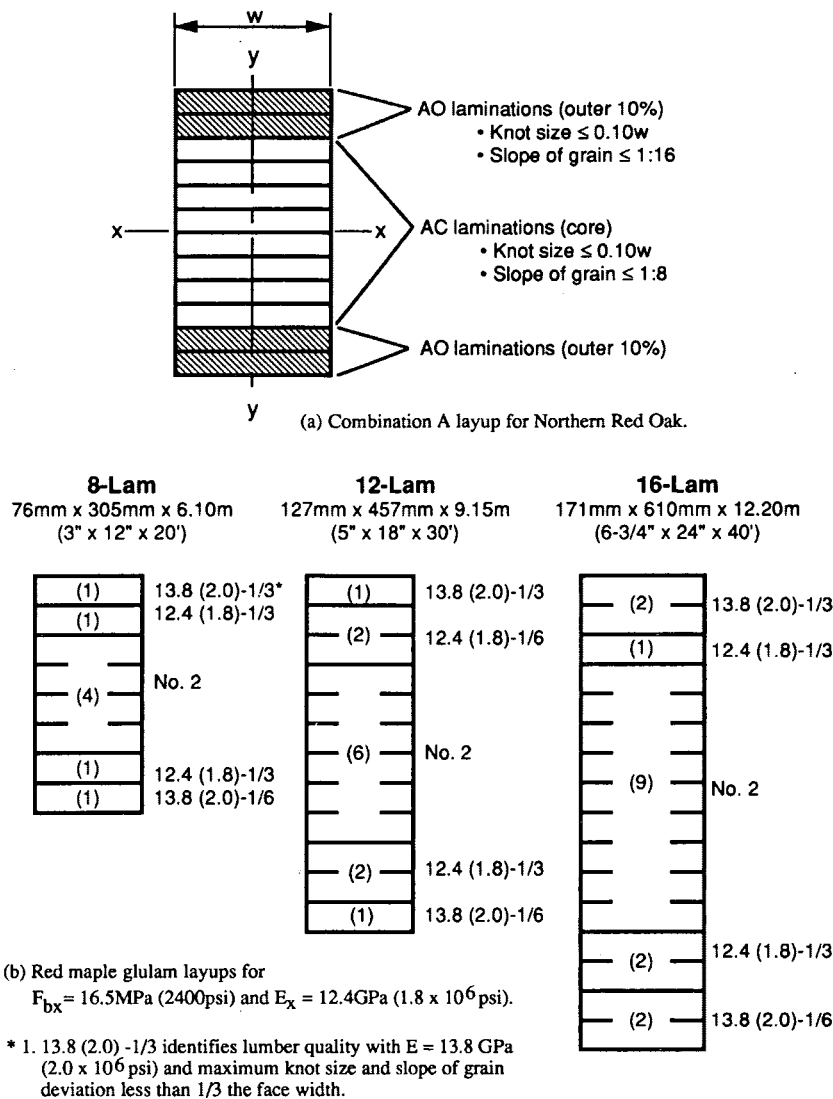 w
y
AO laminations (outer 10%)
• Knot size ≤ 0.10w
• Slope of grain ≤ 1:16
x
x
AC laminations (core)
• Knot size ≤ 0.10w
• Slope of grain ≤ 1:8
AO laminations (outer 10%)
y
(a) Combination A layup for Northern Red Oak.
8-Lam
76mm x 305mm x 6.10m
(3" x 12" x 20')
(1) 13.8 (2.0)-1/3*
(1) 12.4 (1.8)-1/3
(4) No. 2
(1) 12.4 (1.8)-1/3
(1) 13.8 (2.0)-1/6
12-Lam
127mm x 457mm x 9.15m
(5" x 18" x 30')
(1) 13.8 (2.0)-1/3
(2) 12.4 (1.8)-1/6
(6) No. 2
(2) 12.4 (1.8)-1/3
(1) 13.8 (2.0)-1/6
16-Lam
171mm x 610mm x 12.20m
(6-3/4" x 24" x 40')
(2) 13.8 (2.0)-1/3
(1) 12.4 (1.8)-1/3
(9) No. 2
(2) 12.4 (1.8)-1/3
(2) 13.8 (2.0)-1/6
(b) Red maple glulam layups for
F_bx = 16.5MPa (2400psi) and E_x = 12.4GPa (1.8 x 10^6 psi).
* 1. 13.8 (2.0) -1/3 identifies lumber quality with E = 13.8 GPa
(2.0 x 10^6 psi) and maximum knot size and slope of grain
deviation less than 1/3 the face width.